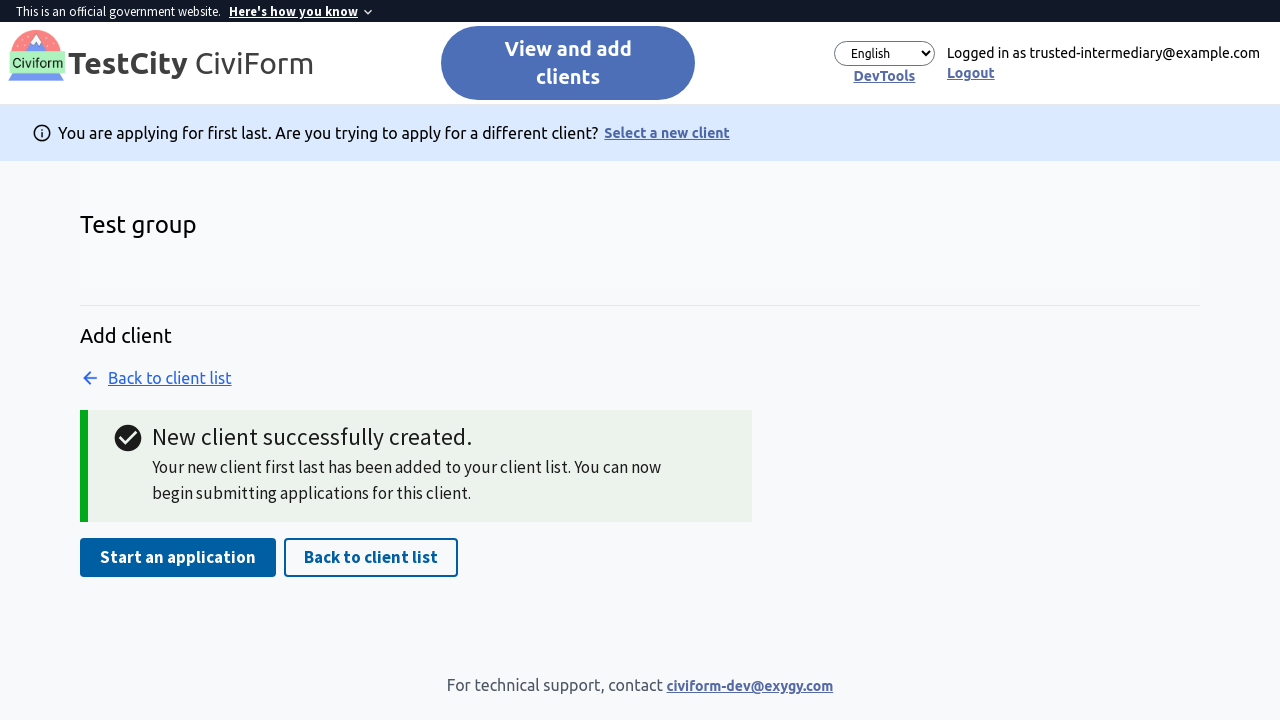 This is an official government website. Here's how you know
Civiform
TestCity CiviForm
View and add
clients
English
DevTools
Logged in as trusted-intermediary@example.com
Logout
You are applying for first last. Are you trying to apply for a different client? Select a new client
Test group
Add client
Back to client list
New client successfully created.
Your new client first last has been added to your client list. You can now
begin submitting applications for this client.
Start an application
Back to client list
For technical support, contact civiform-dev@exygy.com